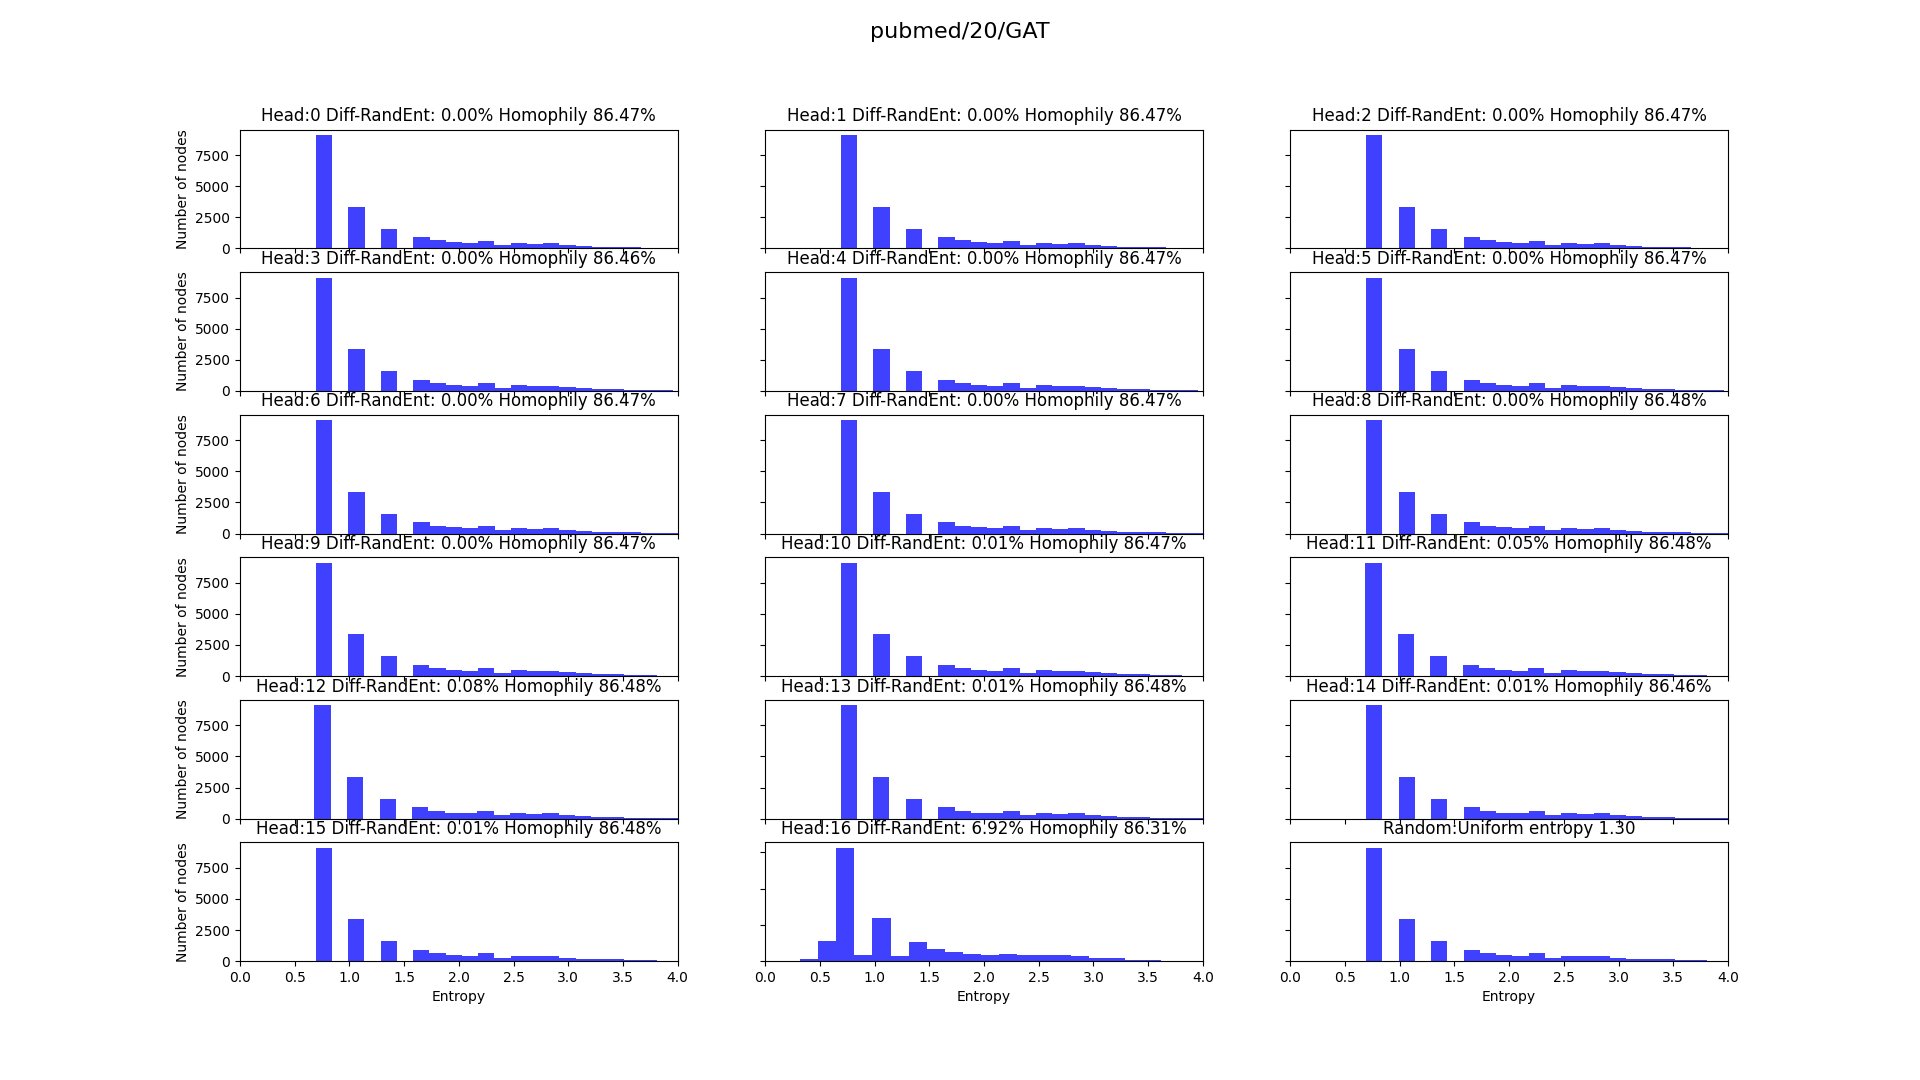 pubmed/20/GAT
Head:0 Diff-RandEnt: 0.00% Homophily 86.47%
Head:1 Diff-RandEnt: 0.00% Homophily 86.47%
Head:2 Diff-RandEnt: 0.00% Homophily 86.47%
Number of nodes
7500
5000
2500
0
Head:3 Diff-RandEnt: 0.00% Homophily 86.46%
Head:4 Diff-RandEnt: 0.00% Homophily 86.47%
Head:5 Diff-RandEnt: 0.00% Homophily 86.47%
Number of nodes
7500
5000
2500
0
Head:6 Diff-RandEnt: 0.00% Homophily 86.47%
Head:7 Diff-RandEnt: 0.00% Homophily 86.47%
Head:8 Diff-RandEnt: 0.00% Homophily 86.48%
Number of nodes
7500
5000
2500
0
Head:9 Diff-RandEnt: 0.00% Homophily 86.47%
Head:10 Diff-RandEnt: 0.01% Homophily 86.47%
Head:11 Diff-RandEnt: 0.05% Homophily 86.48%
Number of nodes
7500
5000
2500
0
Head:12 Diff-RandEnt: 0.08% Homophily 86.48%
Head:13 Diff-RandEnt: 0.01% Homophily 86.48%
Head:14 Diff-RandEnt: 0.01% Homophily 86.46%
Number of nodes
7500
5000
2500
0
Head:15 Diff-RandEnt: 0.01% Homophily 86.48%
Head:16 Diff-RandEnt: 6.92% Homophily 86.31%
Random:Uniform entropy 1.30
Number of nodes
7500
5000
2500
0
0.0 0.5 1.0 1.5 2.0 2.5 3.0 3.5 4.0
0.0 0.5 1.0 1.5 2.0 2.5 3.0 3.5 4.0
0.0 0.5 1.0 1.5 2.0 2.5 3.0 3.5 4.0
Entropy
Entropy
Entropy